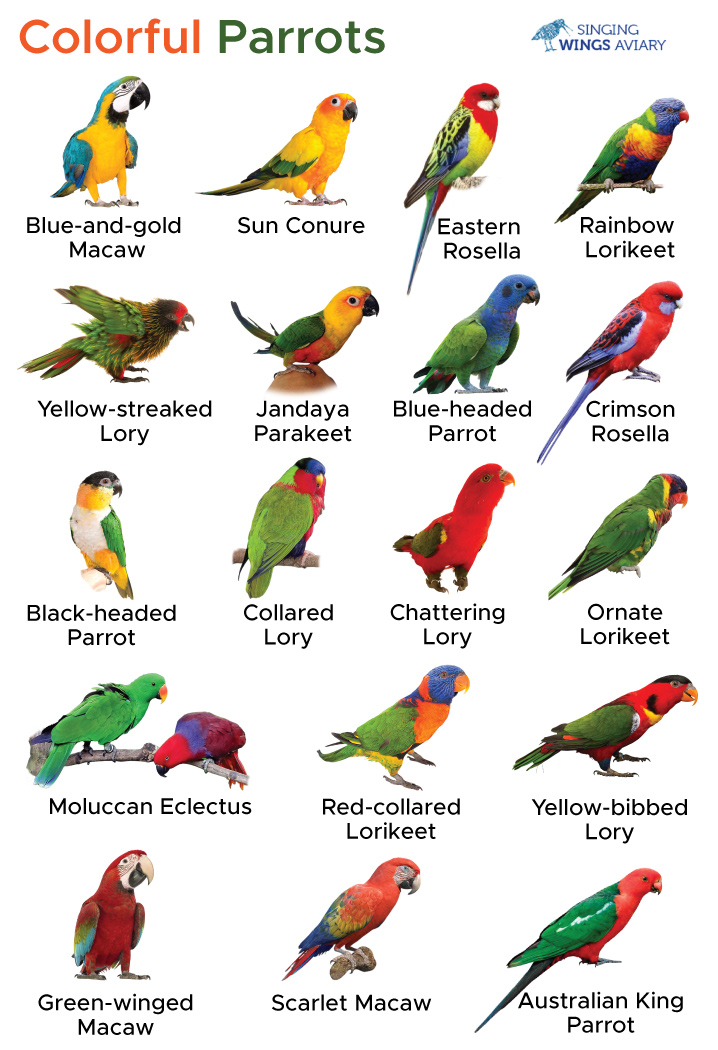 Colorful Parrots
SINGING
WINGS AVIARY
Blue-and-gold
Macaw
Sun Conure
Eastern
Rosella
Rainbow
Lorikeet
Yellow-streaked
Lory
Jandaya
Parakeet
Blue-headed
Parrot
Crimson
Rosella
Black-headed
Parrot
Collared
Lory
Chattering
Lory
Ornate
Lorikeet
Moluccan Eclectus
Red-collared
Lorikeet
Yellow-bibbed
Lory
Green-winged
Macaw
Scarlet Macaw
Australian King
Parrot